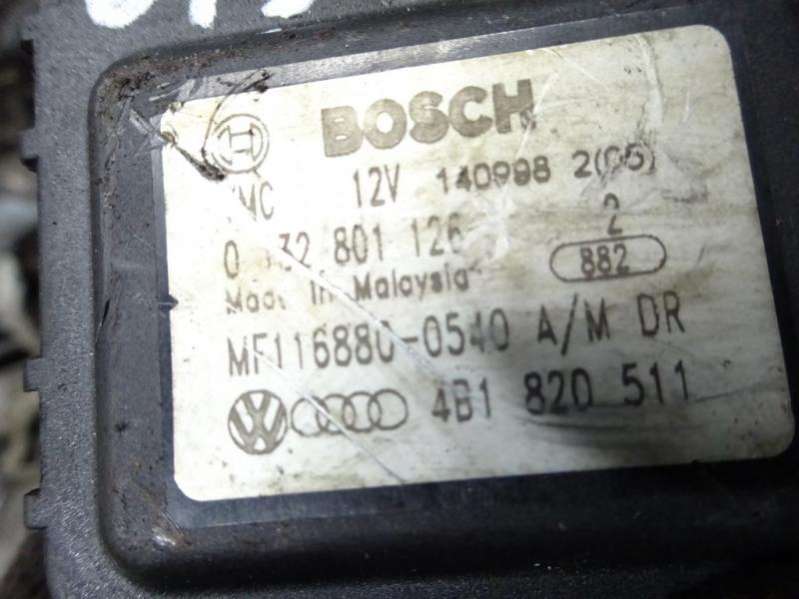 BOSCH
12V 140998 2(05)
2
801 126
882
Made In Malaysia
MF116880-0540 A/M DR
4B1 820 511